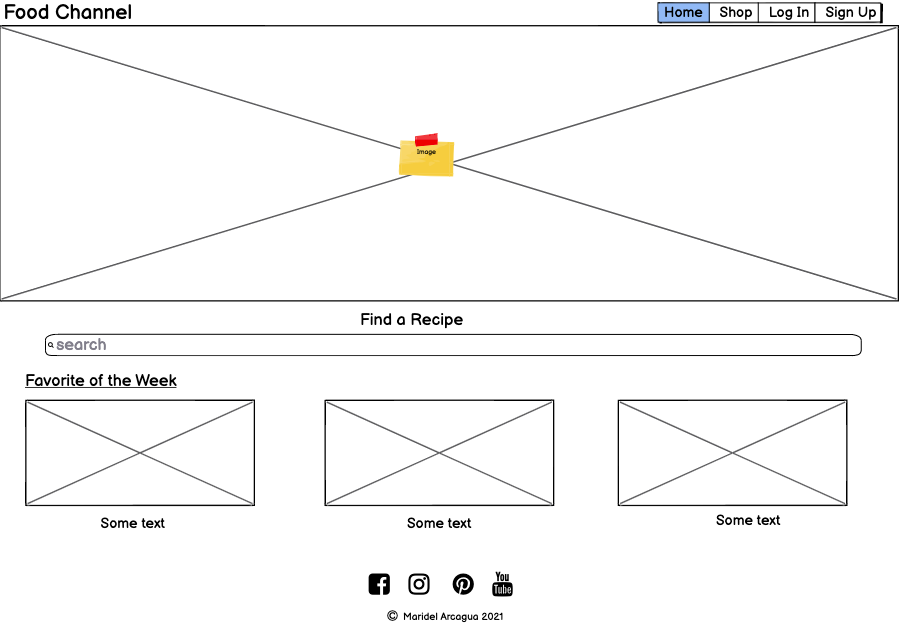 Food Channel
Home Shop Log In Sign Up
Image
Find a Recipe
search
Favorite of the Week
Some text Some text Some text
You Tube
© Maridel Arcagua 2021